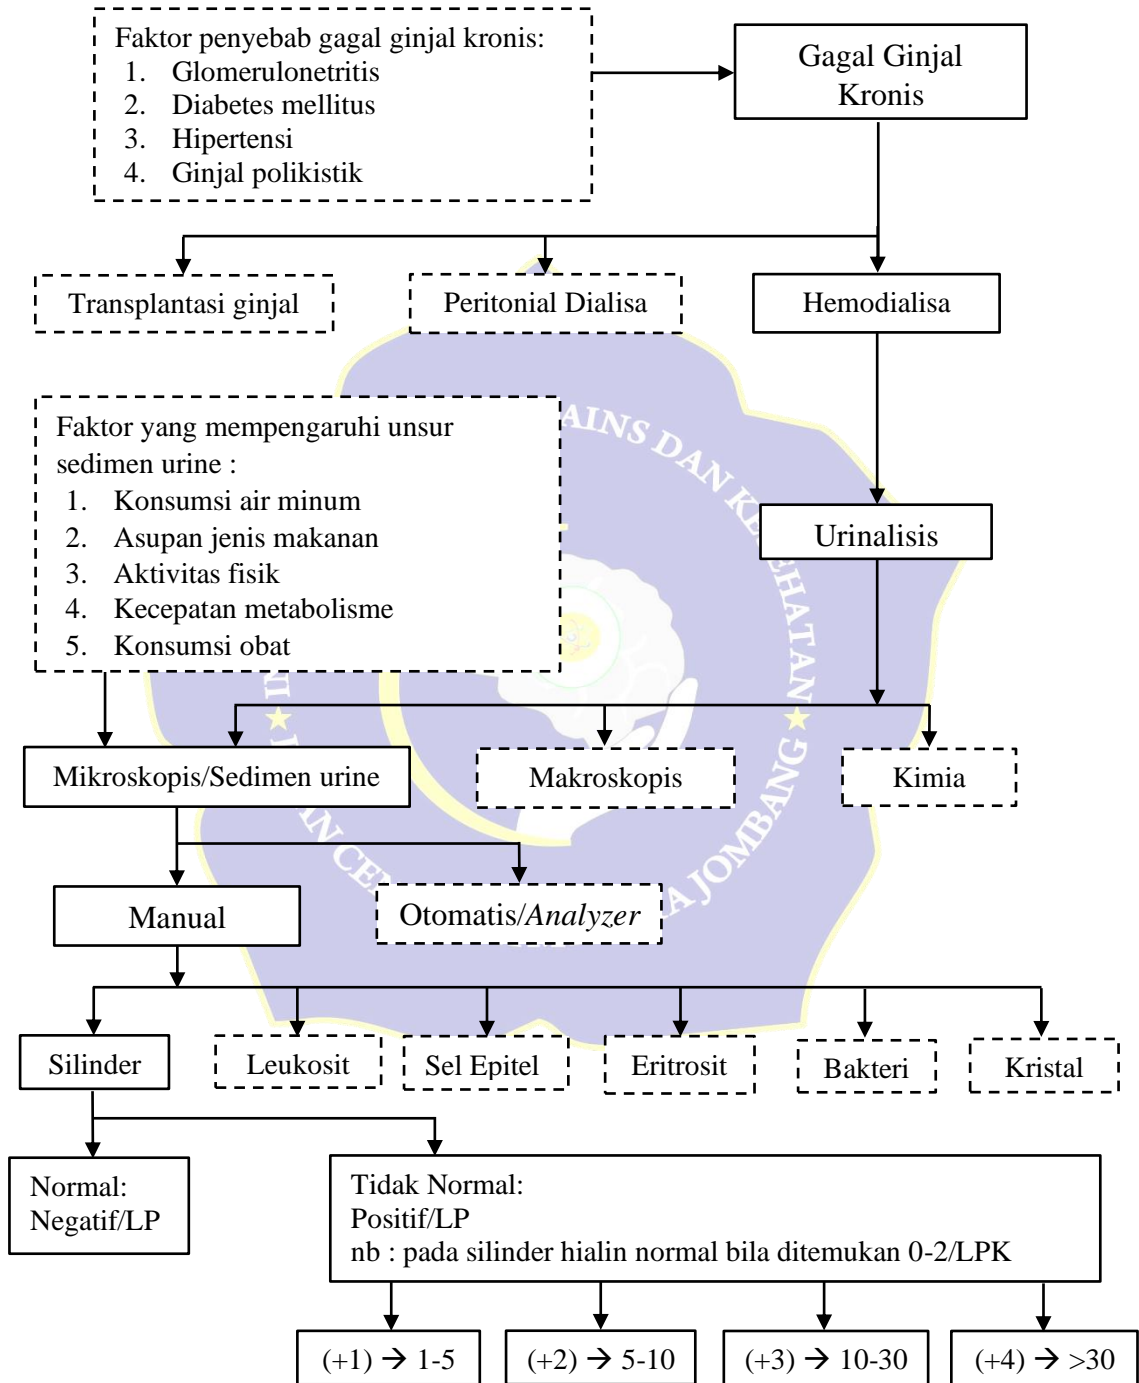 Faktor penyebab gagal ginjal kronis:
1. Glomerulonetritis
2. Diabetes mellitus
3. Hipertensi
4. Ginjal polikistik
Gagal Ginjal
Kronis
Transplantasi ginjal
Peritonial Dialisa
Hemodialisa
Faktor yang mempengaruhi unsur
sedimen urine :
1. Konsumsi air minum
2. Asupan jenis makanan
3. Aktivitas fisik
4. Kecepatan metabolisme
5. Konsumsi obat
AINS DAN KESEHATAN
JOMBANG
Urinalisis
Mikroskopis/Sedimen urine
Makroskopis
Kimia
Manual
Otomatis/Analyzer
Silinder
Leukosit
Sel Epitel
Eritrosit
Bakteri
Kristal
Normal:
Negatif/LP
Tidak Normal:
Positif/LP
nb : pada silinder hialin normal bila ditemukan 0-2/LPK
(+1) → 1-5
(+2) → 5-10
(+3) → 10-30
(+4) → >30